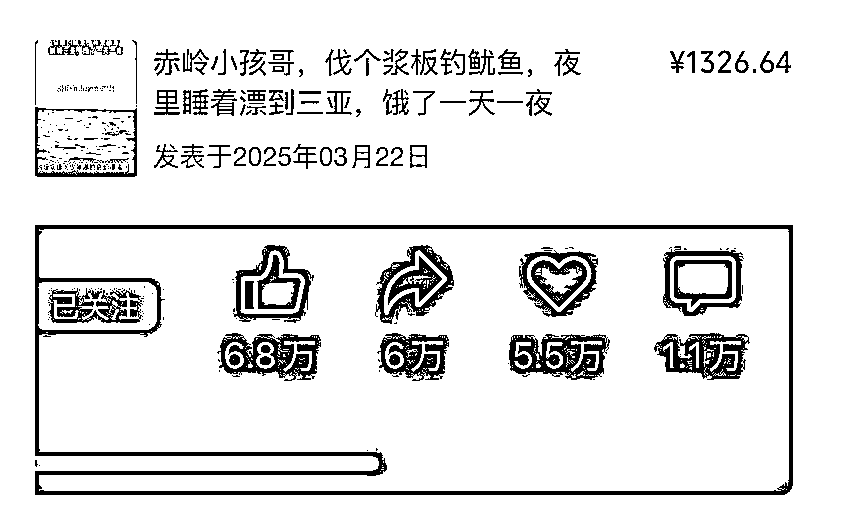 赤岭小孩哥，伐个浆板钓鱿鱼，夜
¥1326.64
里睡着漂到三亚，饿了一天一夜
发表于2025年03月22日
已关注
6.8万
6万
5.5万
1.1万